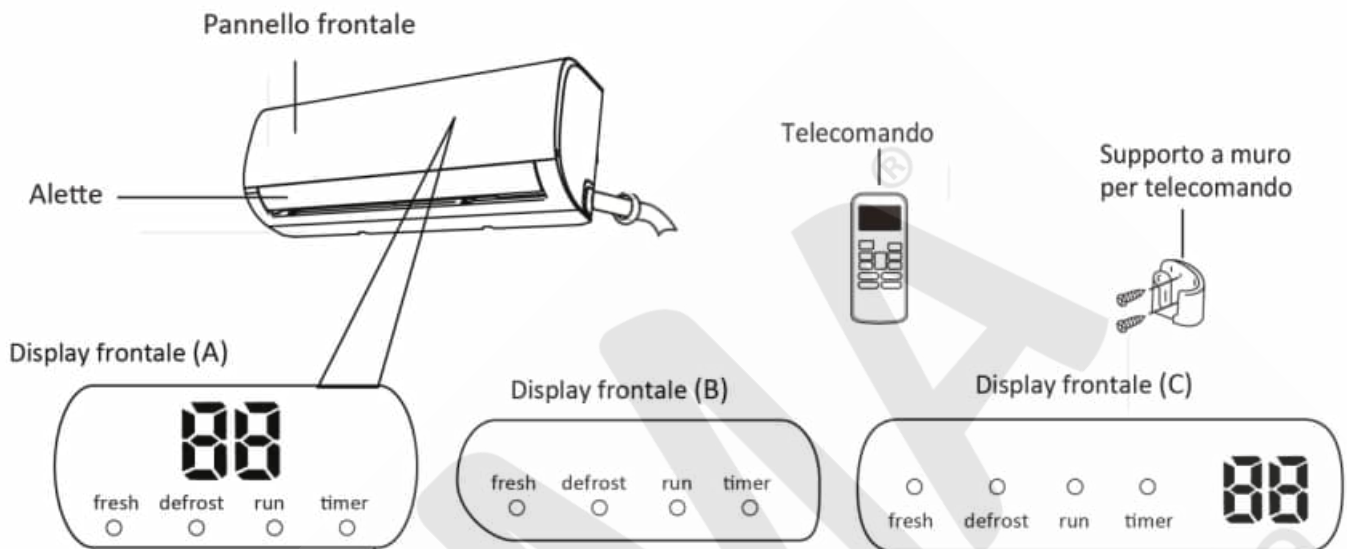 Pannello frontale
Telecomando
Supporto a muro
per telecomando
Alette
®
Display frontale (A)
88
fresh defrost run timer
Display frontale (B)
fresh defrost run timer
Display frontale (C)
88
fresh defrost run timer